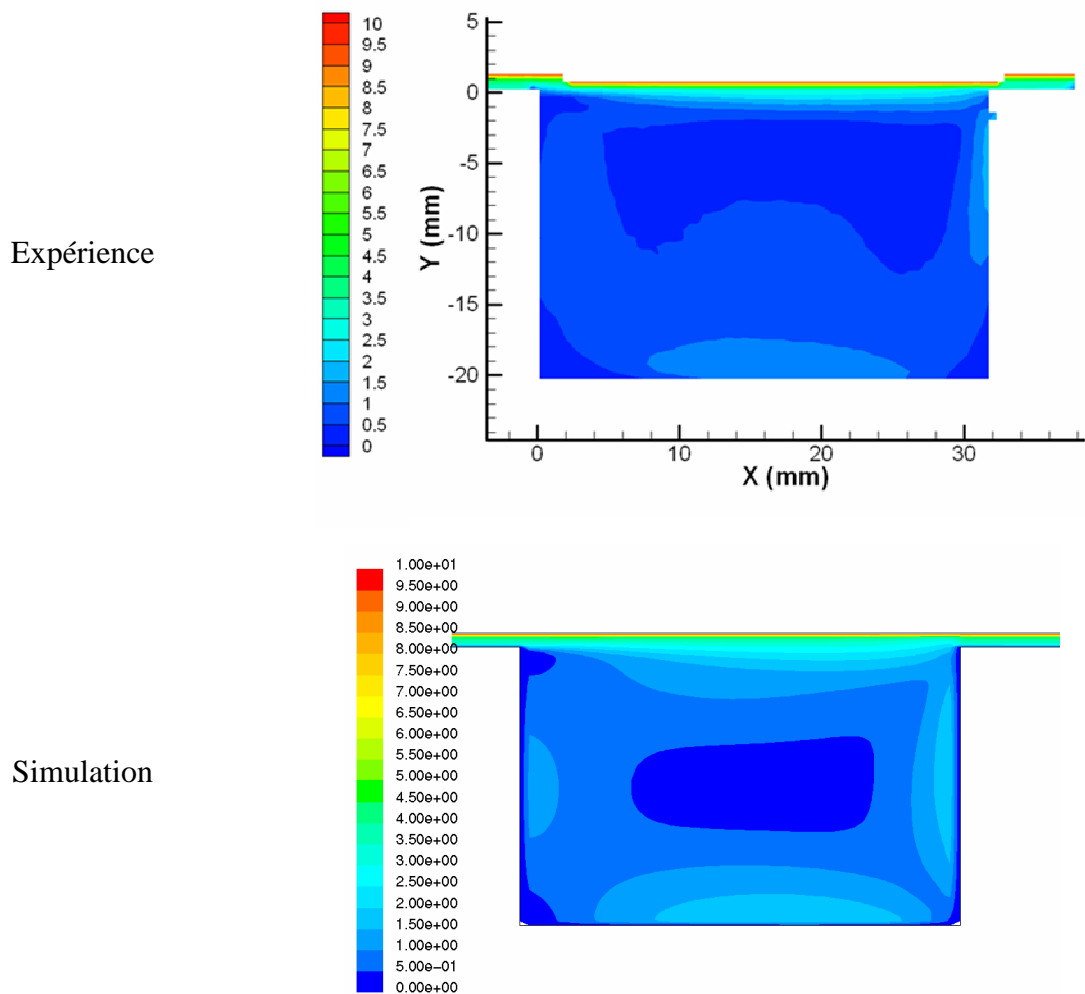 Expérience
10
9.5
9
8.5
8
7.5
7
6.5
6
5.5
5
4.5
4
3.5
3
2.5
2
1.5
1
0.5
0
Y (mm)
5
0
-5
-10
-15
-20
0 10 20 30
X (mm)
Simulation
1.00e+01
9.50e+00
9.00e+00
8.50e+00
8.00e+00
7.50e+00
7.00e+00
6.50e+00
6.00e+00
5.50e+00
5.00e+00
4.50e+00
4.00e+00
3.50e+00
3.00e+00
2.50e+00
2.00e+00
1.50e+00
1.00e+00
5.00e-01
0.00e+00